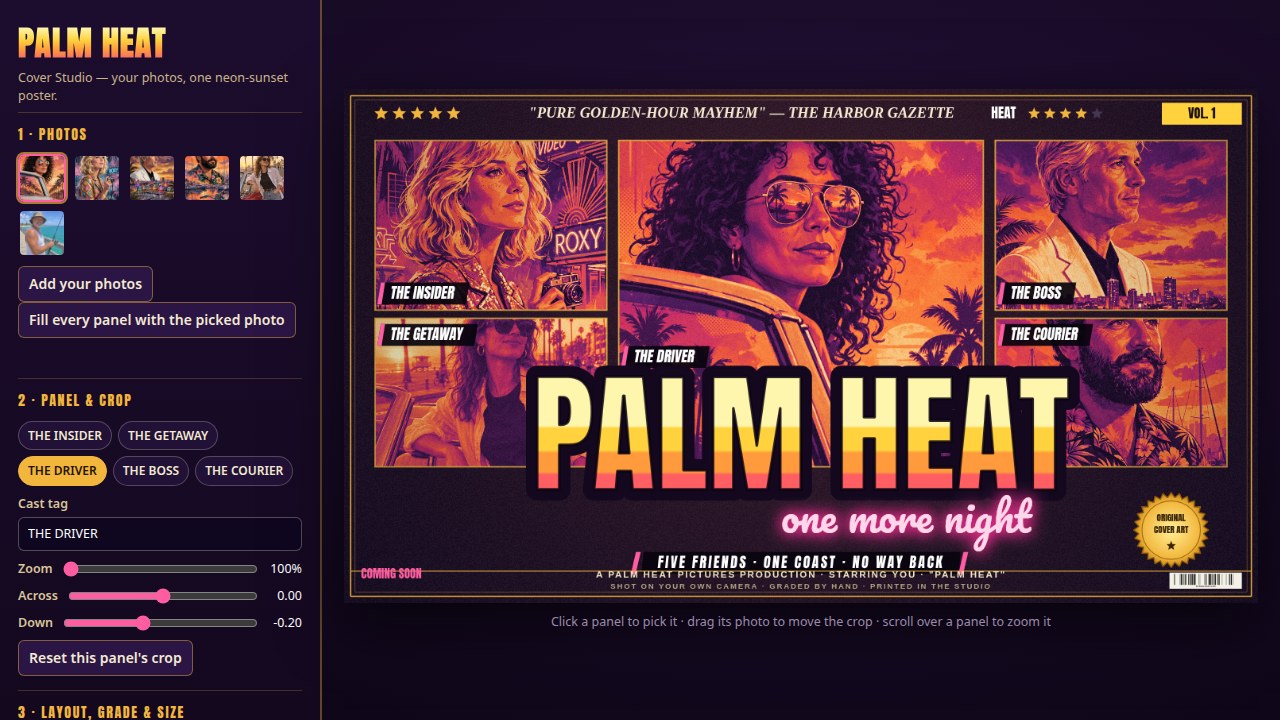 PALM HEAT
Cover Studio — your photos, one neon-sunset
poster.
1 · PHOTOS
Add your photos
Fill every panel with the picked photo
2 · PANEL & CROP
THE INSIDER
THE GETAWAY
THE DRIVER
THE BOSS
THE COURIER
Cast tag
THE DRIVER
Zoom 100%
Across 0.00
Down -0.20
Reset this panel's crop
3 · LAYOUT, GRADE & SIZE
"PURE GOLDEN-HOUR MAYHEM" — THE HARBOR GAZETTE
HEAT
VOL. 1
VIDEO
ROXY
THE INSIDER
THE BOSS
THE GETAWAY
THE DRIVER
THE COURIER
PALM HEAT
one more night
ORIGINAL
COVER ART
FIVE FRIENDS · ONE COAST · NO WAY BACK
COMING SOON
A PALM HEAT PICTURES PRODUCTION · STARRING YOU · "PALM HEAT"
SHOT ON YOUR OWN CAMERA · GRADED BY HAND · PRINTED IN THE STUDIO
Click a panel to pick it · drag its photo to move the crop · scroll over a panel to zoom it